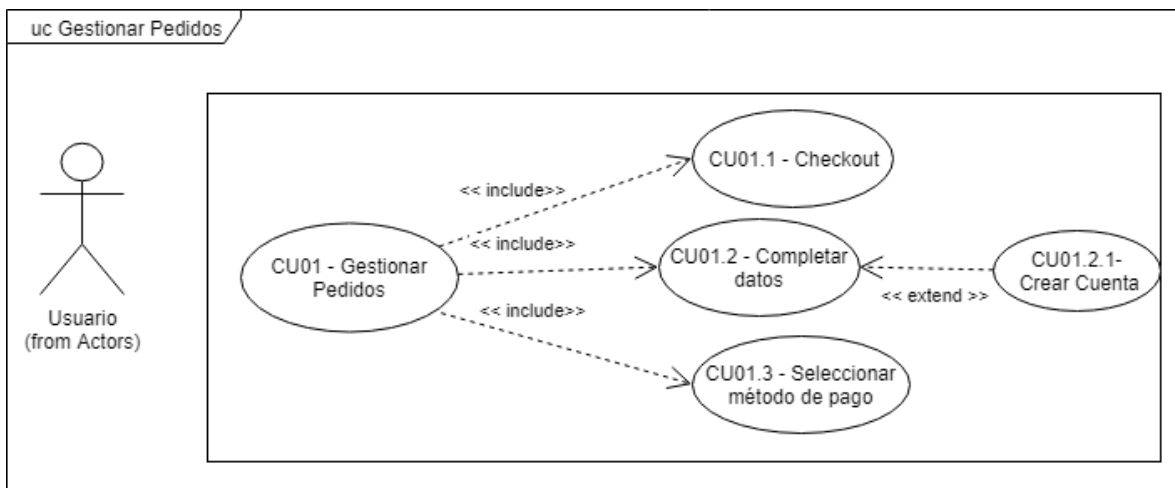 uc Gestionar Pedidos
CU01.1 - Checkout
<< include>>
<< include>>
CU01 - Gestionar
Pedidos
CU01.2 - Completar
datos
CU01.2.1-
Crear Cuenta
<< extend >>
<< include>>
Usuario
(from Actors)
CU01.3 - Seleccionar
método de pago